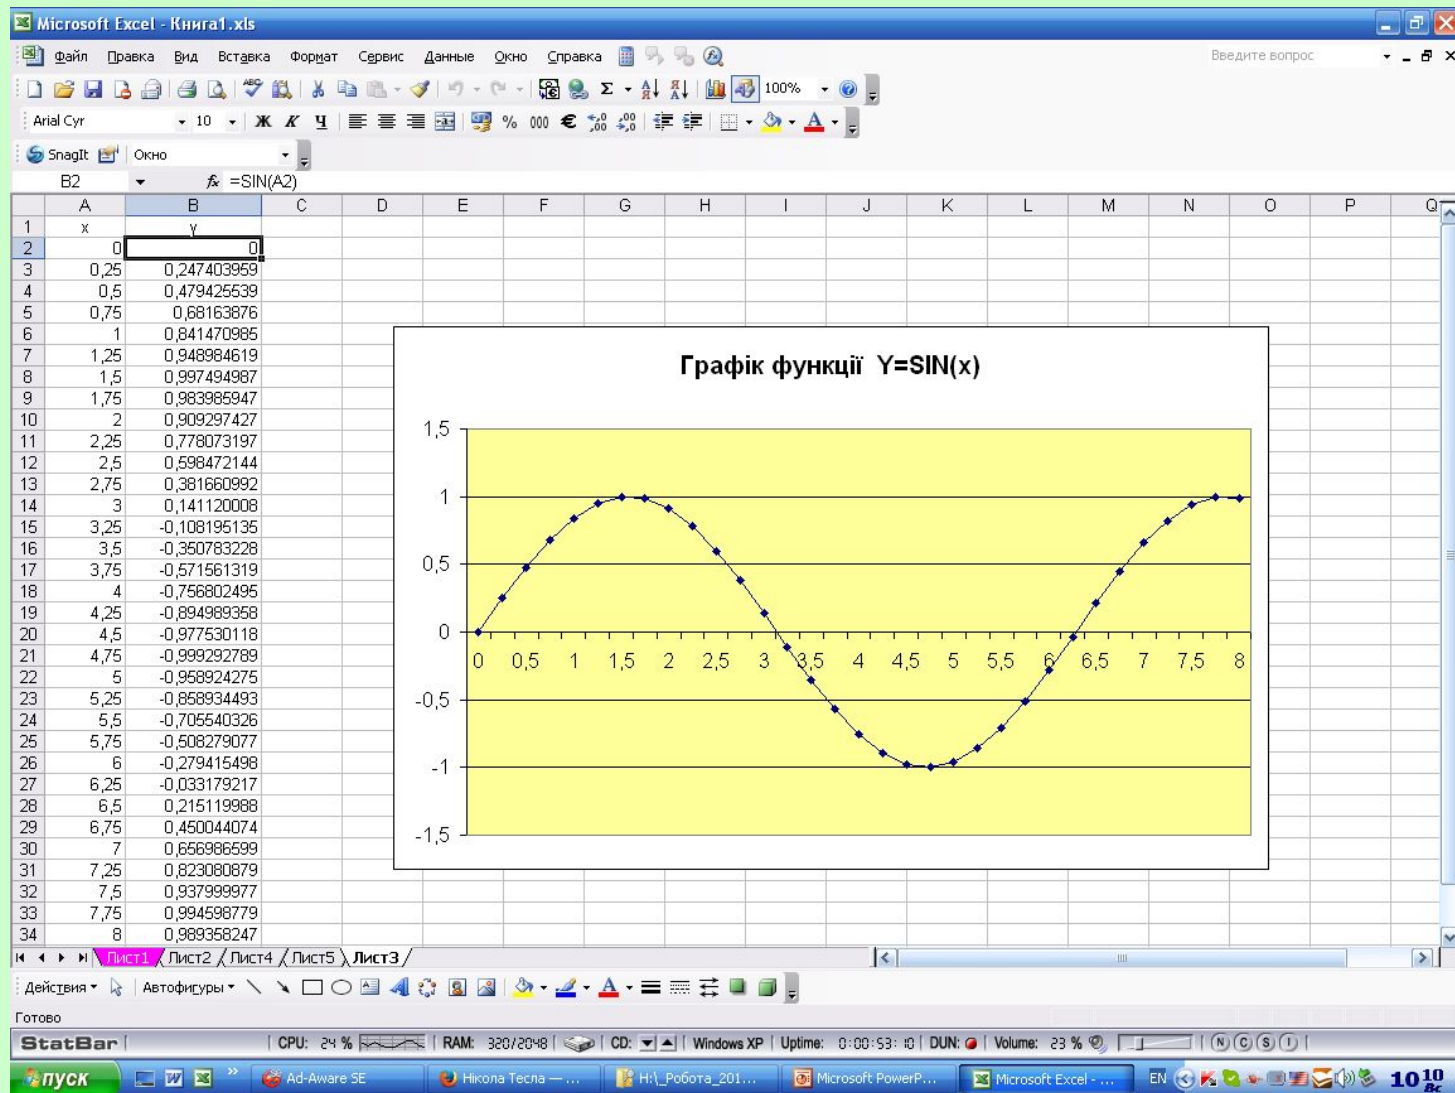 Microsoft Excel - Книга1.xls
Файл Правка Вид Вставка Формат Сервис Данные Окно Справка Введите вопрос
100%
Arial Cyr 10 Ж К Ч % 000 €
SnagIt Окно
B2 fx =SIN(A2)
A B C D E F G H I J K L M N O P Q
1 x y
2 0 0
3 0,25 0,247403959
4 0,5 0,479425539
5 0,75 0,68163876
6 1 0,841470985
7 1,25 0,948984619
8 1,5 0,997494987
9 1,75 0,983985947
10 2 0,909297427
11 2,25 0,778073197
12 2,5 0,598472144
13 2,75 0,381660992
14 3 0,141120008
15 3,25 -0,108195135
16 3,5 -0,350783228
17 3,75 -0,571561319
18 4 -0,756802495
19 4,25 -0,894989358
20 4,5 -0,977530118
21 4,75 -0,999292789
22 5 -0,958924275
23 5,25 -0,858934493
24 5,5 -0,705540326
25 5,75 -0,508279077
26 6 -0,279415498
27 6,25 -0,033179217
28 6,5 0,215119988
29 6,75 0,450044074
30 7 0,656986599
31 7,25 0,823080879
32 7,5 0,937999977
33 7,75 0,994598779
34 8 0,989358247
Графік функції Y=SIN(x)
1,5
1
0,5
0
0 0,5 1 1,5 2 2,5 3 3,5 4 4,5 5 5,5 6 6,5 7 7,5 8
-0,5
-1
-1,5
Лист1 Лист2 Лист4 Лист5 Лист3
Действия Автофигуры
Готово
StatBar CPU: 24 % RAM: 320/2048 CD: Windows XP Uptime: 0:00:53:10 DUN: Volume: 23 % N C S I
пуск Ad-Aware SE Нікола Тесла — ... H:\_Робота_201... Microsoft PowerP... Microsoft Excel - ... EN 10 10 Вс